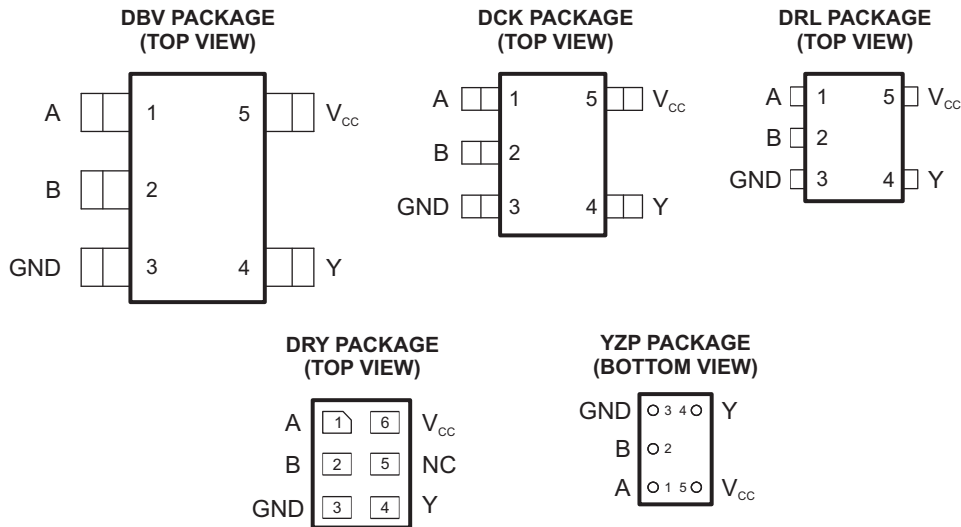 DBV PACKAGE
(TOP VIEW)
A 1 5 VCC
B 2
GND 3 4 Y
DCK PACKAGE
(TOP VIEW)
A 1 5 VCC
B 2
GND 3 4 Y
DRL PACKAGE
(TOP VIEW)
A 1 5 VCC
B 2
GND 3 4 Y
DRY PACKAGE
(TOP VIEW)
A 1 6 VCC
B 2 5 NC
GND 3 4 Y
YZP PACKAGE
(BOTTOM VIEW)
GND 3 4 Y
B 2
A 1 5 VCC